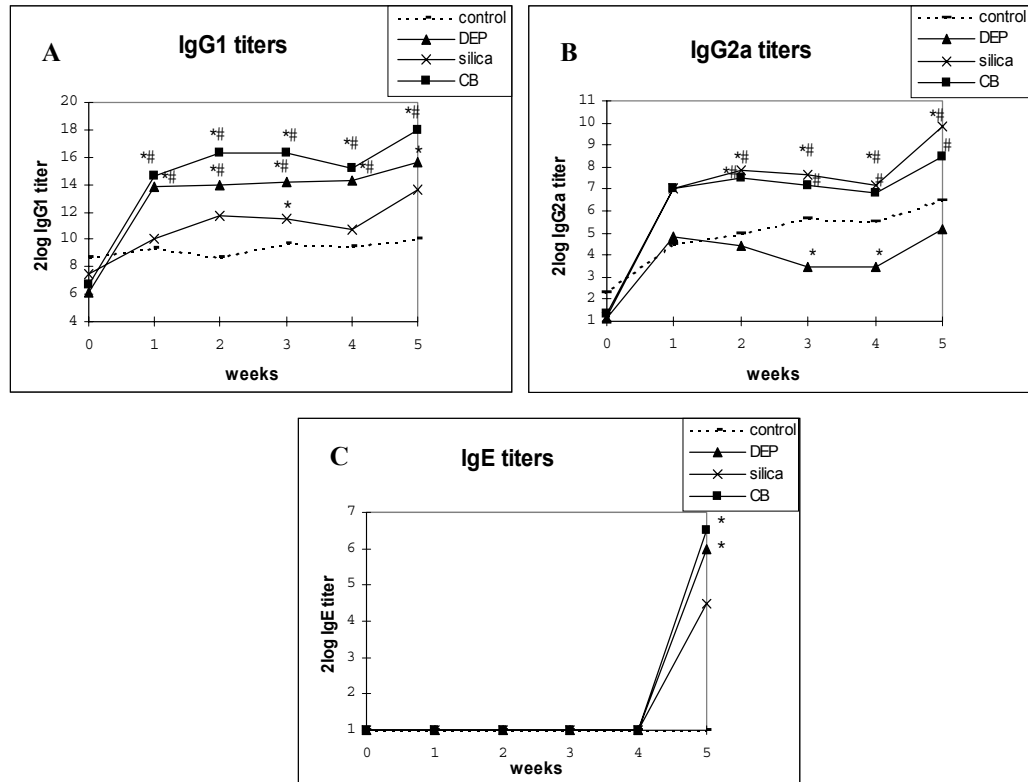 A
IgG1 titers
control
DEP
silica
CB
2log IgG1 titer
20
18
16
14
12
10
8
6
4
*# *# *# *# *#
*# *# *# *# *
*
0 1 2 3 4 5
weeks
B
IgG2a titers
control
DEP
silica
CB
2log IgG2a titer
11
10
9
8
7
6
5
4
3
2
1
*# *# *# *#
*# # # #
* *
0 1 2 3 4 5
weeks
C
IgE titers
control
DEP
silica
CB
2log IgE titer
7
6
5
4
3
2
1
*
*
0 1 2 3 4 5
weeks